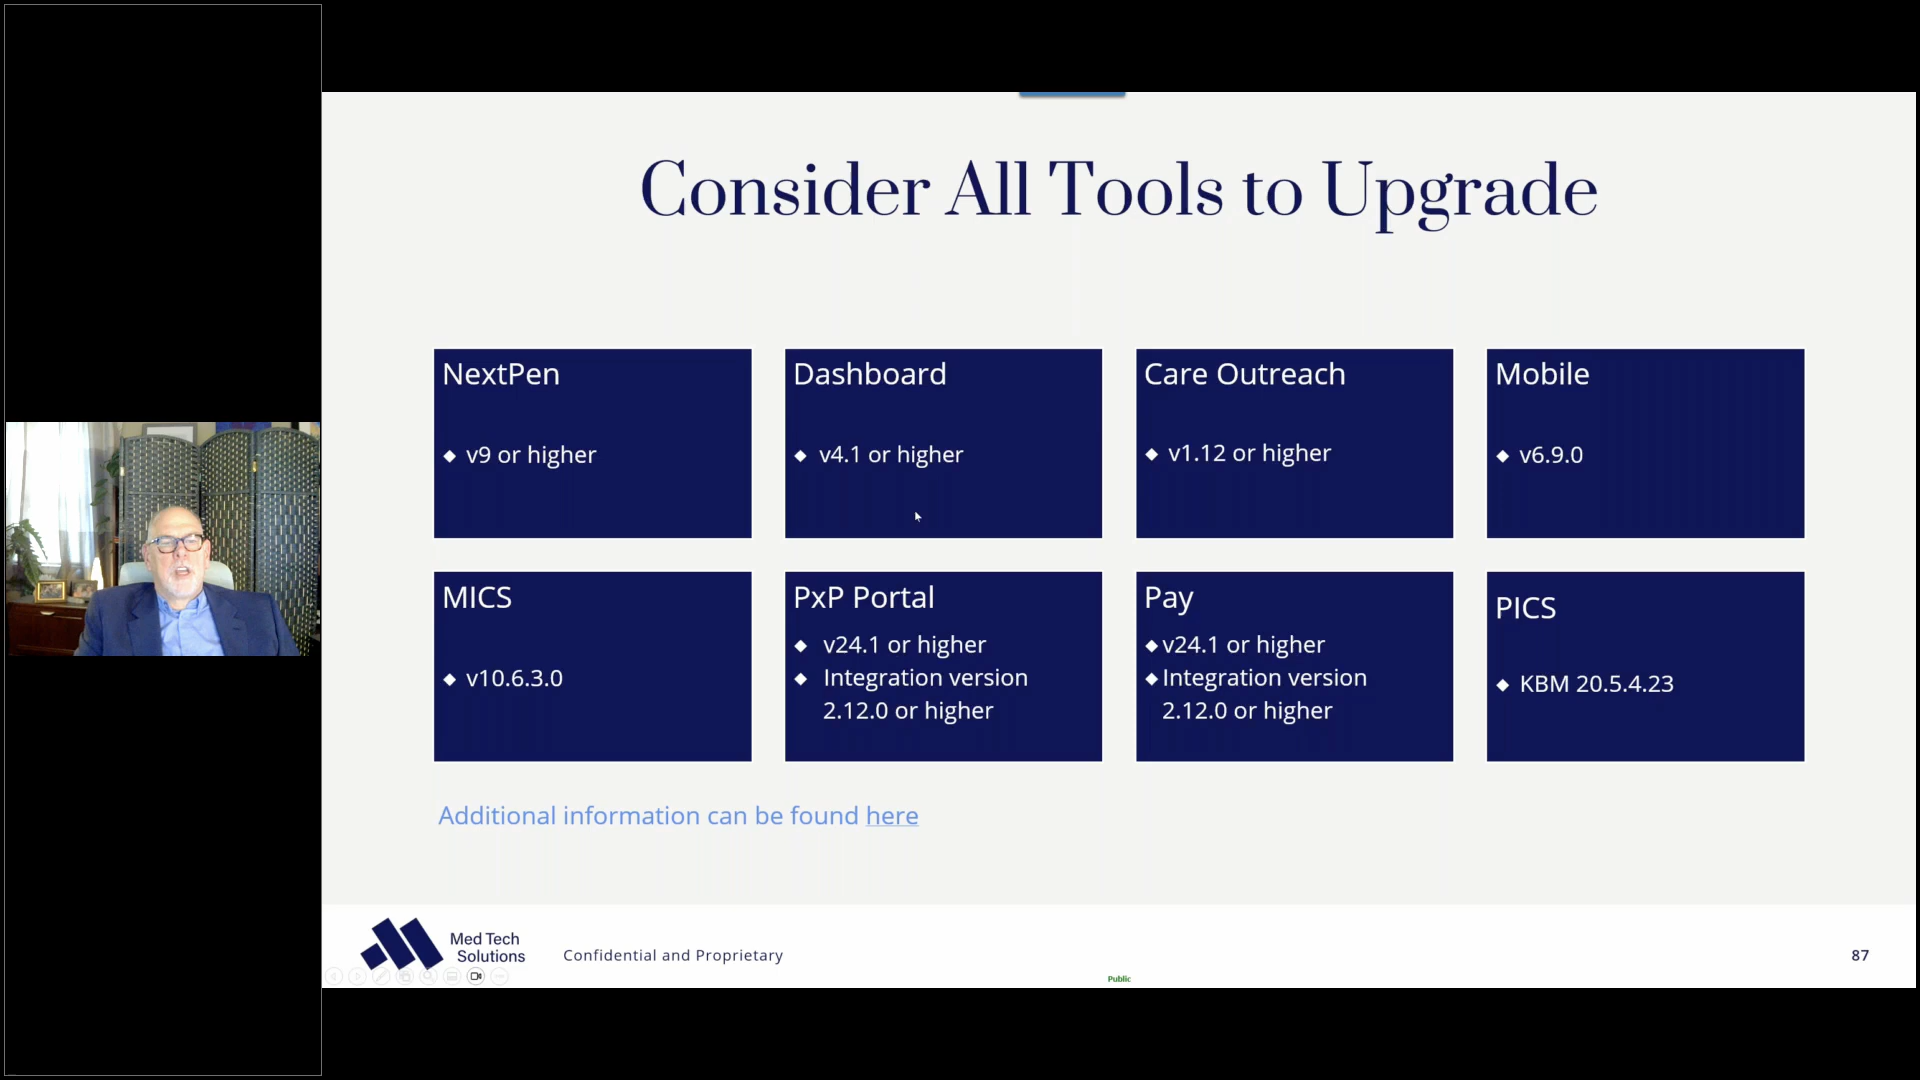 Consider All Tools to Upgrade
NextPen
◆ v9 or higher
Dashboard
◆ v4.1 or higher
Care Outreach
◆ v1.12 or higher
Mobile
◆ v6.9.0
MICS
◆ v10.6.3.0
PxP Portal
◆ v24.1 or higher
◆ Integration version
2.12.0 or higher
Pay
◆ v24.1 or higher
◆ Integration version
2.12.0 or higher
PICS
◆ KBM 20.5.4.23
Additional information can be found here
Med Tech
Solutions
Confidential and Proprietary
87
Public